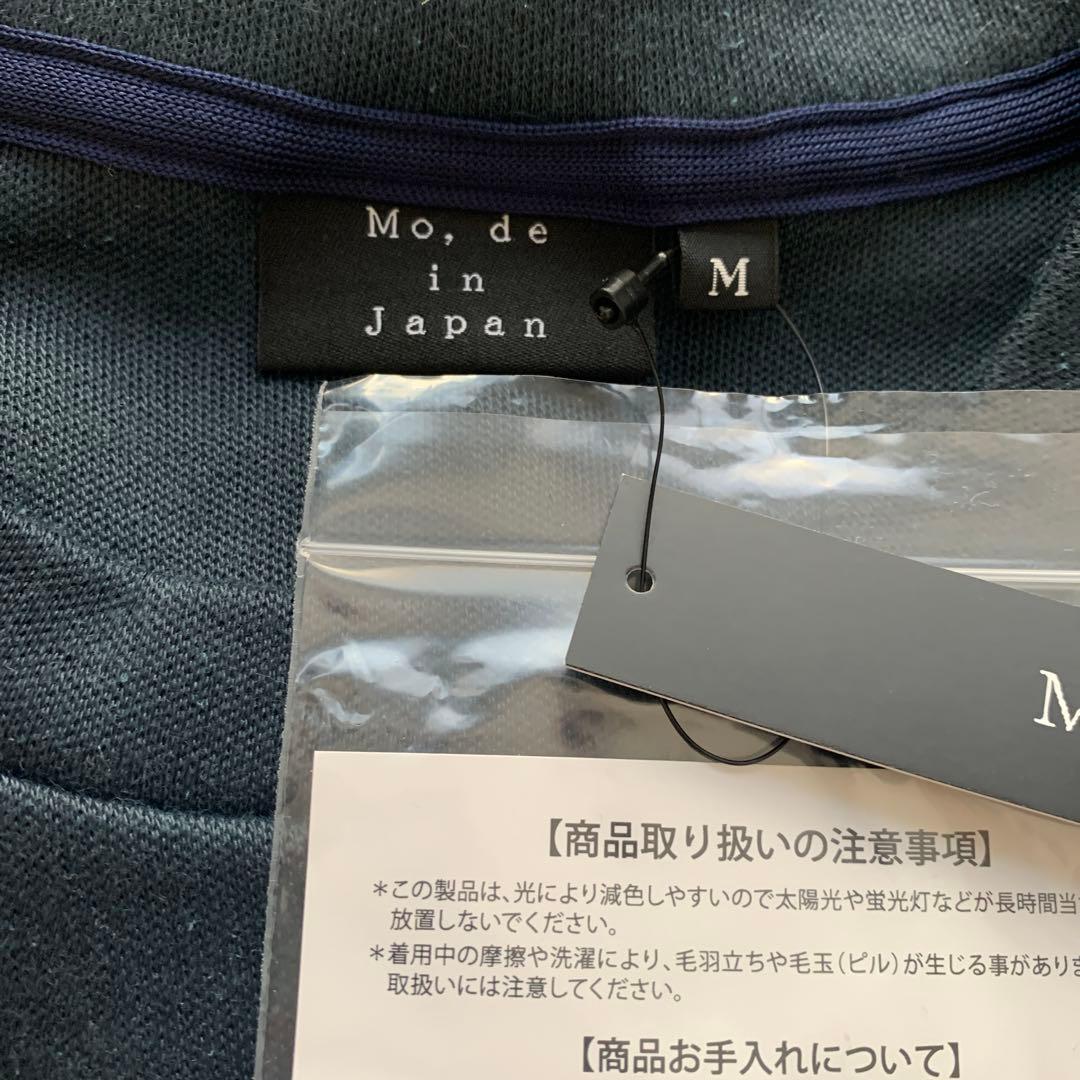 Mo, de
in
Japan
M
M
【商品取り扱いの注意事項】
＊この製品は、光により減色しやすいので太陽光や蛍光灯などが長時間当
放置しないでください。
＊着用中の摩擦や洗濯により、毛羽立ちや毛玉（ピル）が生じる事がありま
取扱いには注意してください。
【商品お手入れについて】